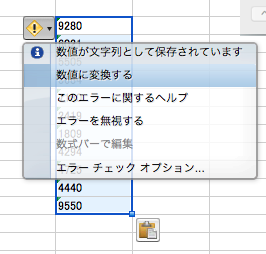 9280
数値が文字列として保存されています
数値に変換する
このエラーに関するヘルプ
エラーを無視する
1809
数式バーで編集
4294
エラー チェック オプション...
4440
9550